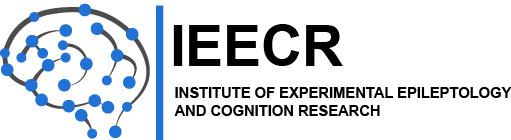 IEECR
INSTITUTE OF EXPERIMENTAL EPILEPTOLOGY
AND COGNITION RESEARCH